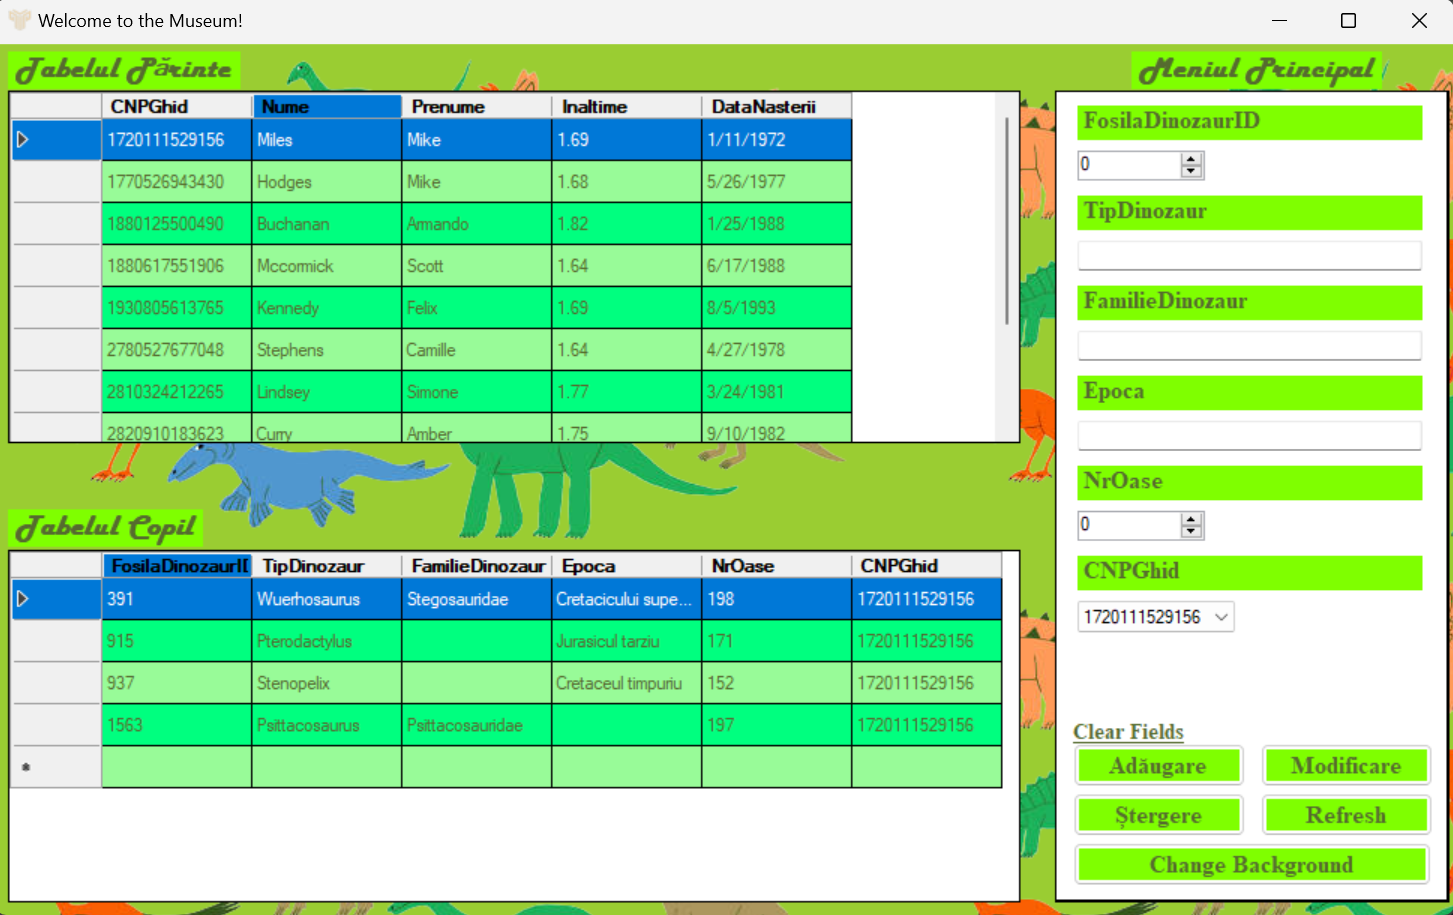 Welcome to the Museum!
Tabelul Părinte
CNPGhid Nume Prenume Inaltime DataNasterii
1720111529156 Miles Mike 1.69 1/11/1972
1770526943430 Hodges Mike 1.68 5/26/1977
1880125500490 Buchanan Armando 1.82 1/25/1988
1880617551906 Mccormick Scott 1.64 6/17/1988
1930805613765 Kennedy Felix 1.69 8/5/1993
2780527677048 Stephens Camille 1.64 4/27/1978
2810324212265 Lindsey Simone 1.77 3/24/1981
2820910183623 Curry Amber 1.75 9/10/1982
Tabelul Copil
FosilaDinozaurID TipDinozaur FamilieDinozaur Epoca NrOase CNPGhid
391 Wuerhosaurus Stegosauridae Cretacicului supe... 198 1720111529156
915 Pterodactylus Jurasicul tarziu 171 1720111529156
937 Stenopelix Cretaceul timpuriu 152 1720111529156
1563 Psittacosaurus Psittacosauridae 197 1720111529156
*
Meniul Principal
FosilaDinozaurID
0
TipDinozaur
FamilieDinozaur
Epoca
NrOase
0
CNPGhid
1720111529156
Clear Fields
Adăugare Modificare
Ștergere Refresh
Change Background